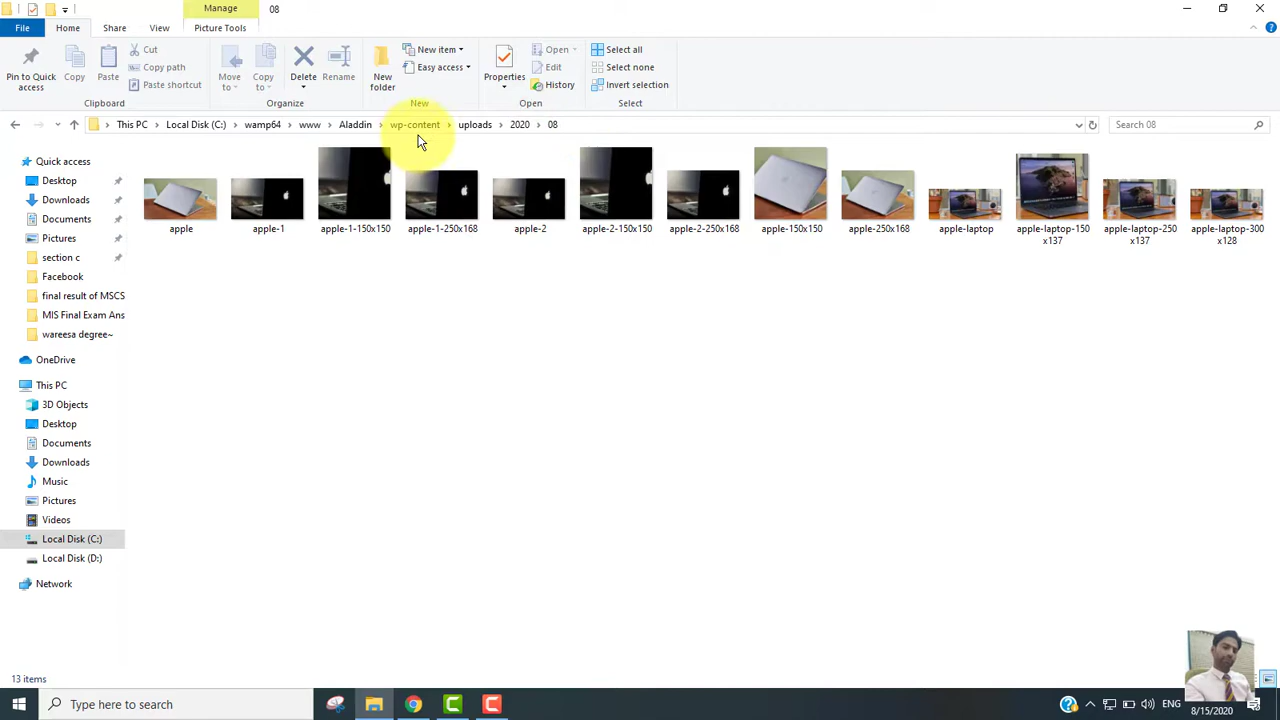 Manage
08
File
Home
Share
View
Picture Tools
Pin to Quick access
Copy
Paste
Cut
Copy path
Paste shortcut
Clipboard
Move to
Copy to
Delete
Rename
Organize
New folder
New item
Easy access
New
Properties
Open
Edit
History
Open
Select all
Select none
Invert selection
Select
This PC > Local Disk (C:) > wamp64 > www > Aladdin > wp-content > uploads > 2020 > 08
Search 08
Quick access
Desktop
Downloads
Documents
Pictures
section c
Facebook
final result of MSCS
MIS Final Exam Ans
wareesa degree~
OneDrive
This PC
3D Objects
Desktop
Documents
Downloads
Music
Pictures
Videos
Local Disk (C:)
Local Disk (D:)
Network
apple
apple-1
apple-1-150x150
apple-1-250x168
apple-2
apple-2-150x150
apple-2-250x168
apple-150x150
apple-250x168
apple-laptop
apple-laptop-150
x137
apple-laptop-250
x137
apple-laptop-300
x128
13 items
Type here to search
ENG
8/15/2020